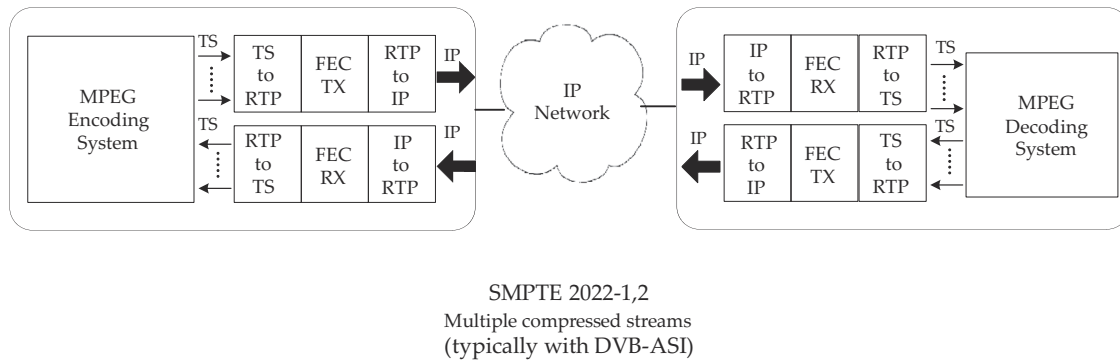 TS
TS
to
RTP
FEC
TX
RTP
to
IP
IP
MPEG
Encoding
System
TS
RTP
to
TS
FEC
RX
IP
to
RTP
IP
IP
Network
IP
IP
to
RTP
FEC
RX
RTP
to
TS
TS
IP
RTP
to
IP
FEC
TX
TS
to
RTP
TS
MPEG
Decoding
System
SMPTE 2022-1,2
Multiple compressed streams
(typically with DVB-ASI)